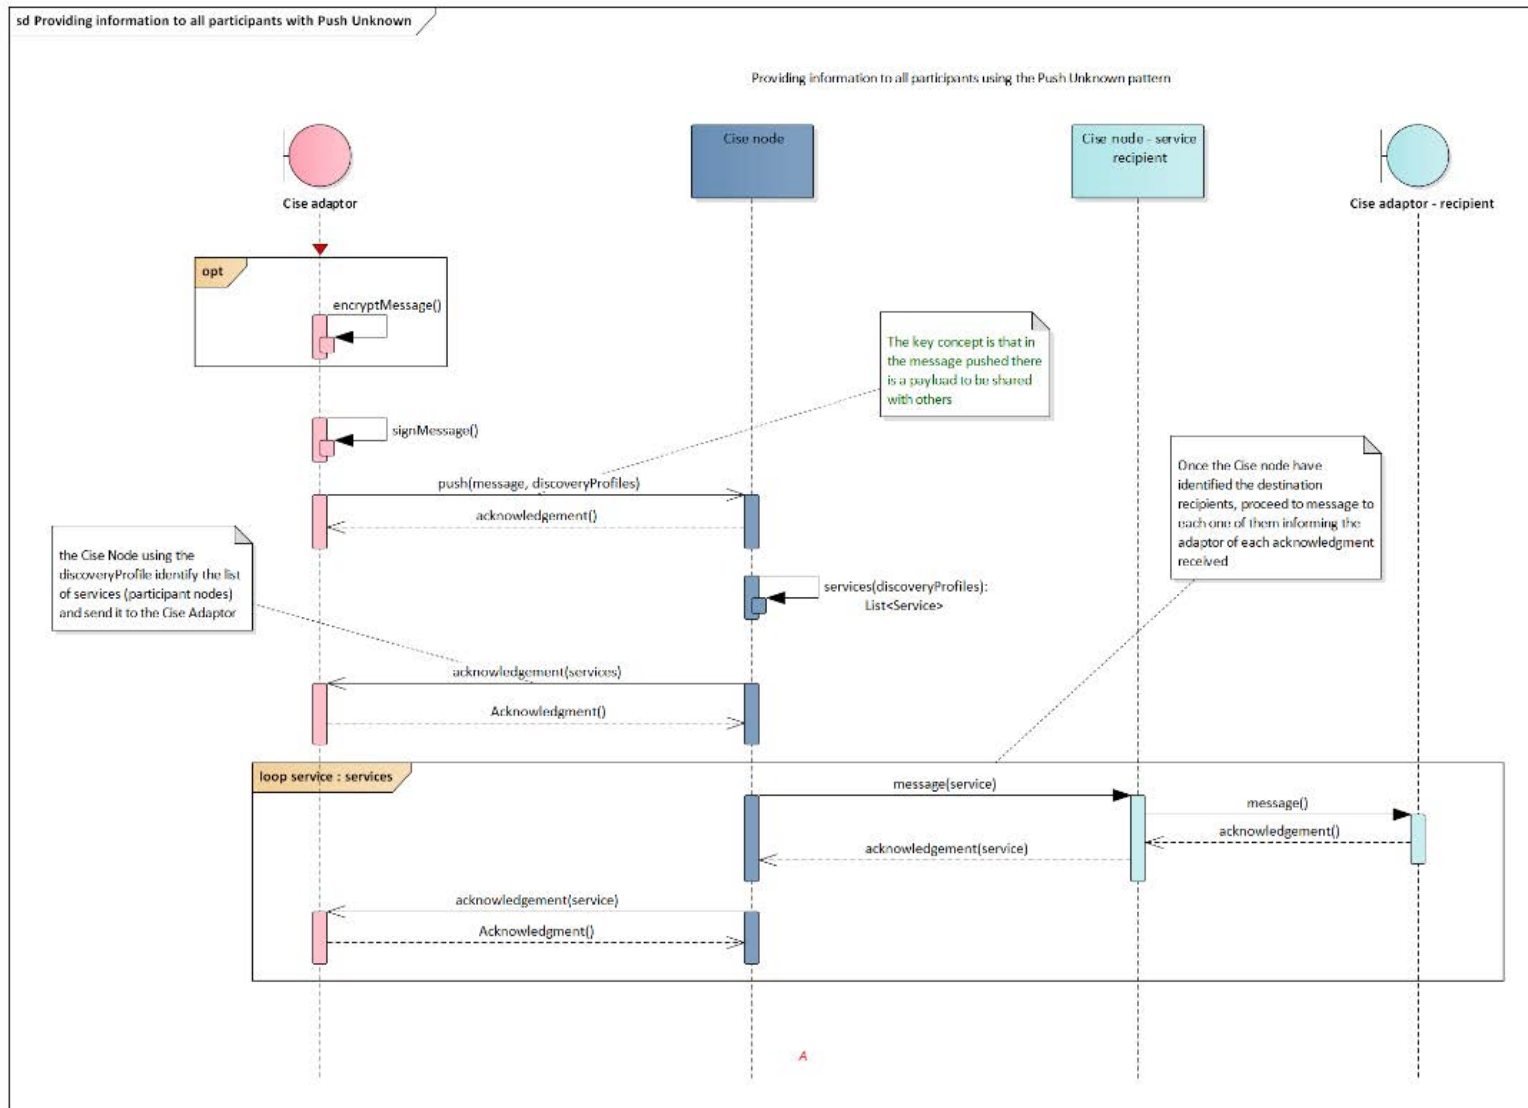 sd Providing information to all participants with Push Unknown
Providing information to all participants using the Push Unknown pattern
Cise adaptor
Cise node
Cise node - service
recipient
Cise adaptor - recipient
opt
encryptMessage()
The key concept is that in
the message pushed there
is a payload to be shared
with others
signMessage()
Once the Cise node have
identified the destination
recipients, proceed to message to
each one of them informing the
adaptor of each acknowledgment
received
push(message, discoveryProfiles)
acknowledgement()
the Cise Node using the
discoveryProfile identify the list
of services (participant nodes)
and send it to the Cise Adaptor
services(discoveryProfiles):
List<Service>
acknowledgement(services)
Acknowledgment()
loop service : services
message(service)
message()
acknowledgement()
acknowledgement(service)
acknowledgement(service)
Acknowledgment()
A